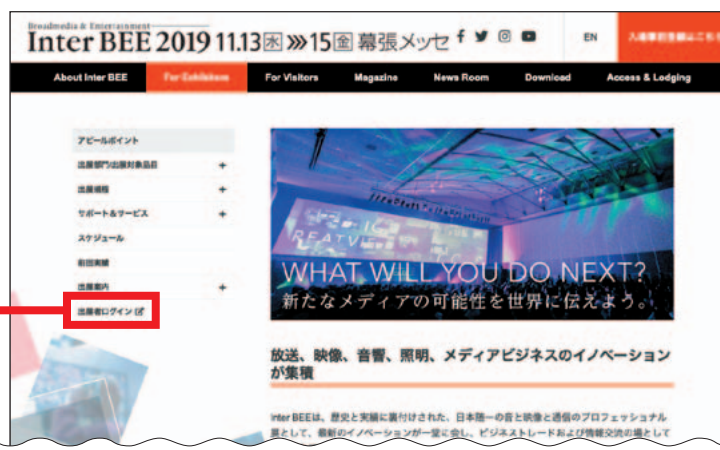 Broadmedia & Entertainment
Inter BEE 2019 11.13水 ⋙15金 幕張メッセ
EN
入場事前登録はこちら
About Inter BEE For Exhibitors For Visitors Magazine News Room Download Access & Lodging
アピールポイント
出展部門/出展対象品目 +
出展規格 +
サポート&サービス +
スケジュール
前回実績
出展案内 +
出展者ログイン
WHAT WILL YOU DO NEXT?
新たなメディアの可能性を世界に伝えよう。
放送、映像、音響、照明、メディアビジネスのイノベーション
が集積
Inter BEEは、歴史と実績に裏付けされた、日本随一の音と映像と通信のプロフェッショナル
展として、最新のイノベーションが一堂に会し、ビジネストレードおよび情報交流の場として